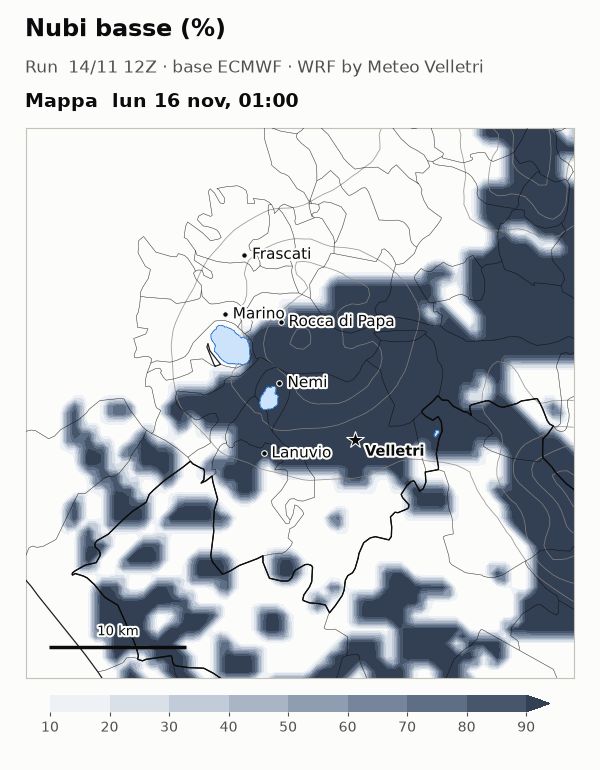 Nubi basse (%)
Run  14/11 12Z · base ECMWF · WRF by Meteo Velletri
Mappa  lun 16 nov, 01:00
Frascati
Marino
Rocca di Papa
Nemi
Velletri
Lanuvio
10 km
10 20 30 40 50 60 70 80 90